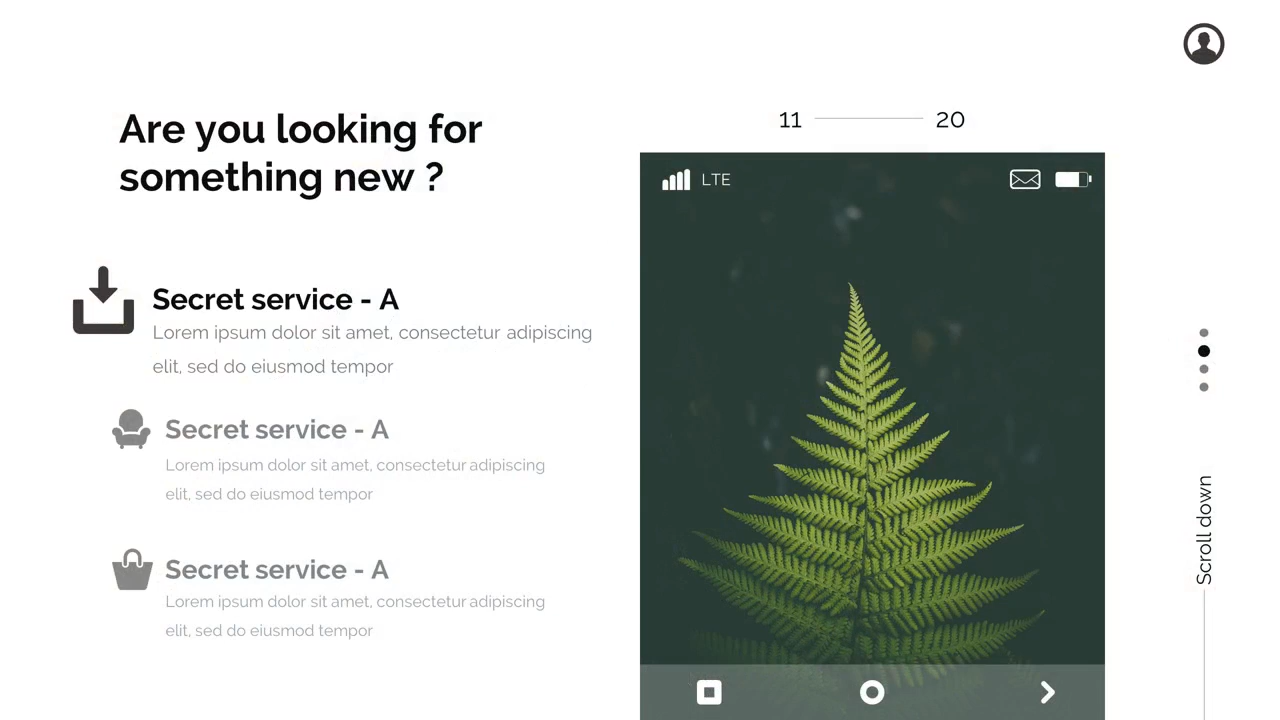 Are you looking for
something new ?
Secret service - A
Lorem ipsum dolor sit amet, consectetur adipiscing
elit, sed do eiusmod tempor
Secret service - A
Lorem ipsum dolor sit amet, consectetur adipiscing
elit, sed do eiusmod tempor
Secret service - A
Lorem ipsum dolor sit amet, consectetur adipiscing
elit, sed do eiusmod tempor
11 20
LTE
Scroll down